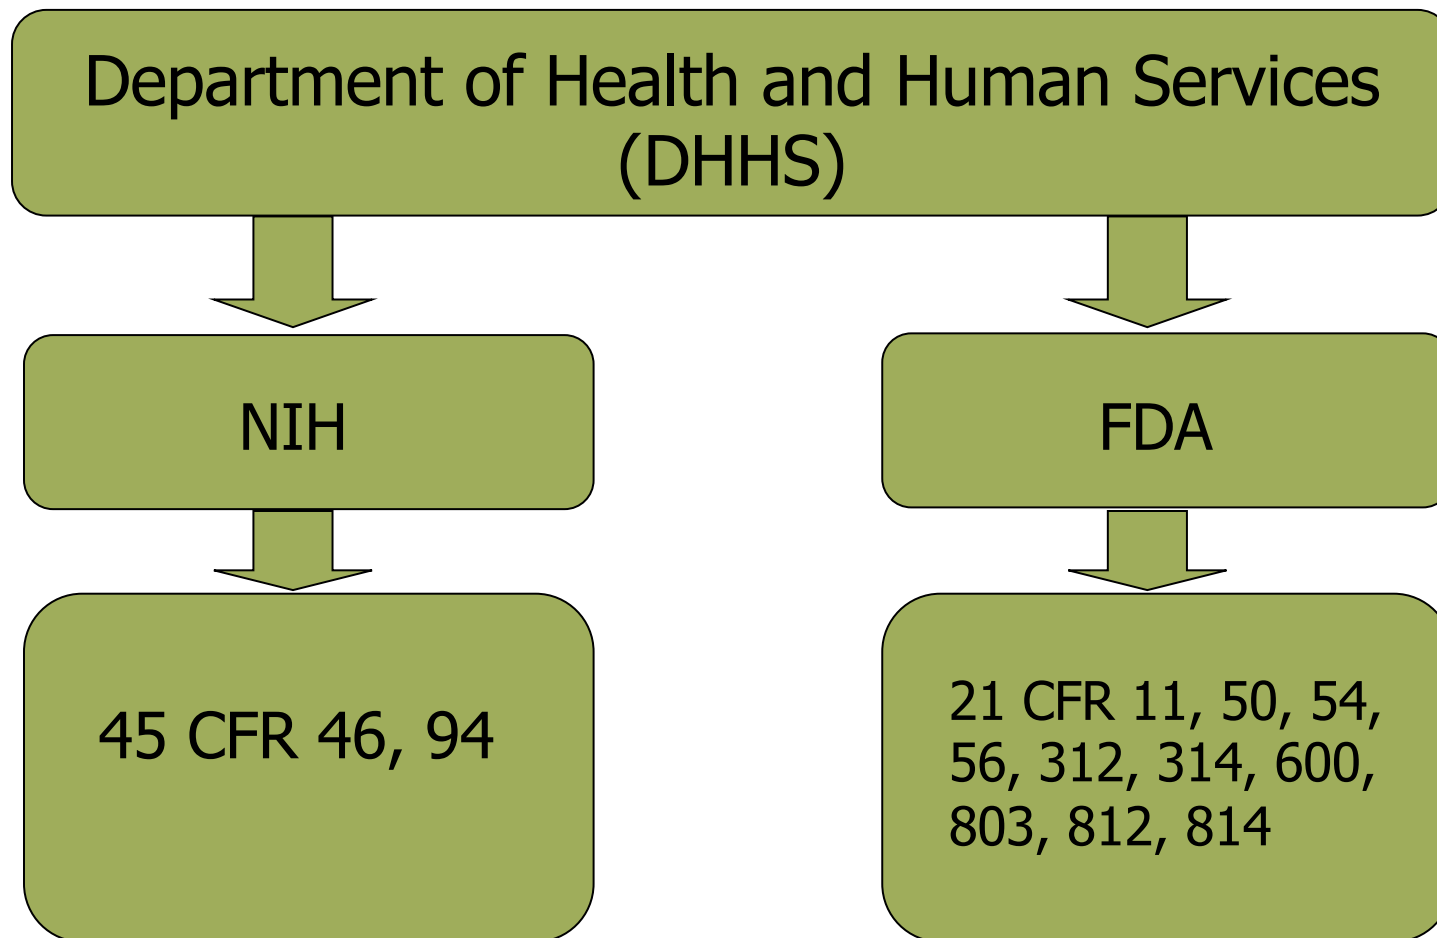 Department of Health and Human Services
(DHHS)
NIH
FDA
45 CFR 46, 94
21 CFR 11, 50, 54,
56, 312, 314, 600,
803, 812, 814